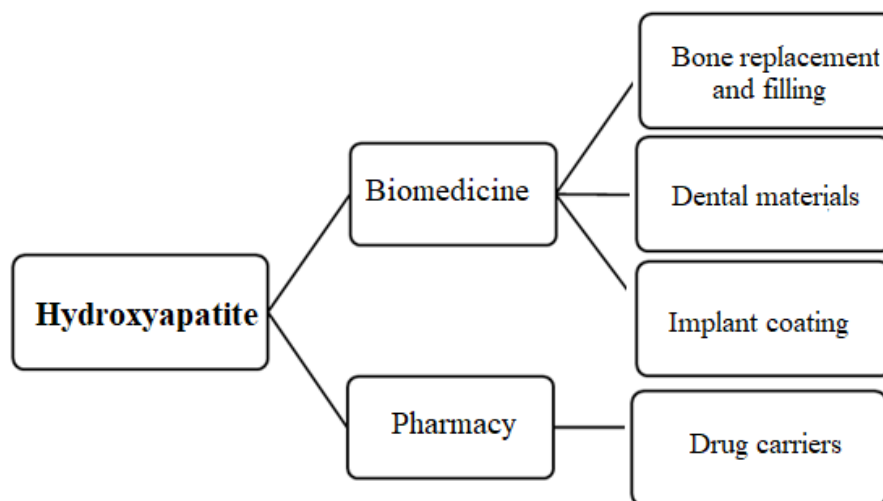 Hydroxyapatite
Biomedicine
Bone replacement
and filling
Dental materials
Implant coating
Pharmacy
Drug carriers